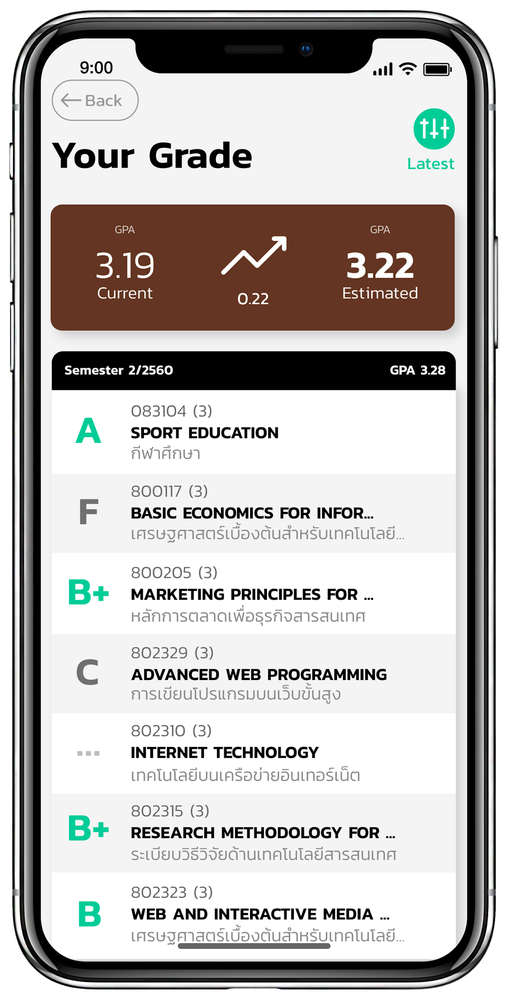 9:00
Back
Your Grade
Latest
GPA
3.19
Current
0.22
GPA
3.22
Estimated
Semester 2/2560 GPA 3.28
A
083104 (3)
SPORT EDUCATION
กีฬาศึกษา
F
800117 (3)
BASIC ECONOMICS FOR INFOR...
เศรษฐศาสตร์เบื้องต้นสำหรับเทคโนโลยี...
B+
800205 (3)
MARKETING PRINCIPLES FOR ...
หลักการตลาดเพื่อธุรกิจสารสนเทศ
C
802329 (3)
ADVANCED WEB PROGRAMMING
การเขียนโปรแกรมบนเว็บขั้นสูง
...
802310 (3)
INTERNET TECHNOLOGY
เทคโนโลยีบนเครือข่ายอินเทอร์เน็ต
B+
802315 (3)
RESEARCH METHODOLOGY FOR ...
ระเบียบวิธีวิจัยด้านเทคโนโลยีสารสนเทศ
B
802323 (3)
WEB AND INTERACTIVE MEDIA ...
เศรษฐศาสตร์เบื้องต้นสำหรับเทคโนโลยี...